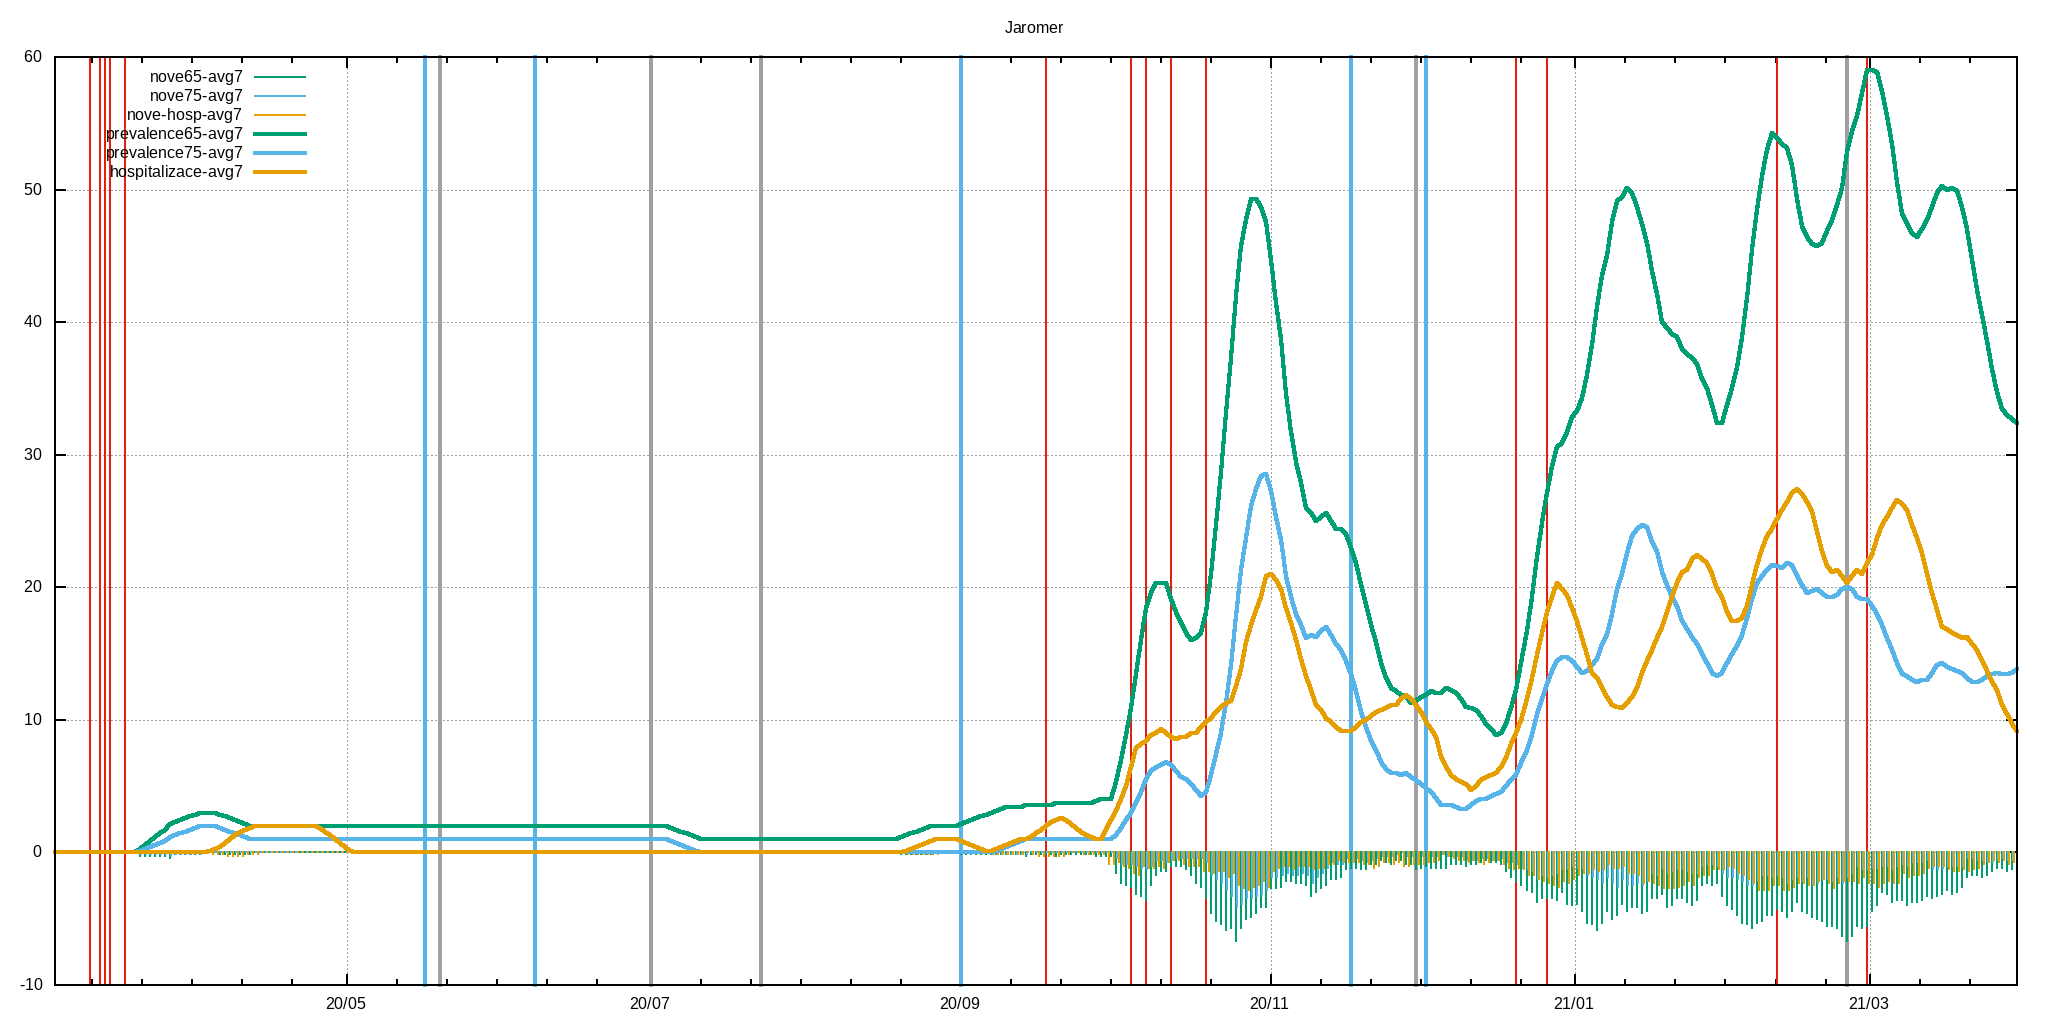 Jaromer
60
50
40
30
20
10
0
-10
nove65-avg7
nove75-avg7
nove-hosp-avg7
prevalence65-avg7
prevalence75-avg7
hospitalizace-avg7
20/05
20/07
20/09
20/11
21/01
21/03